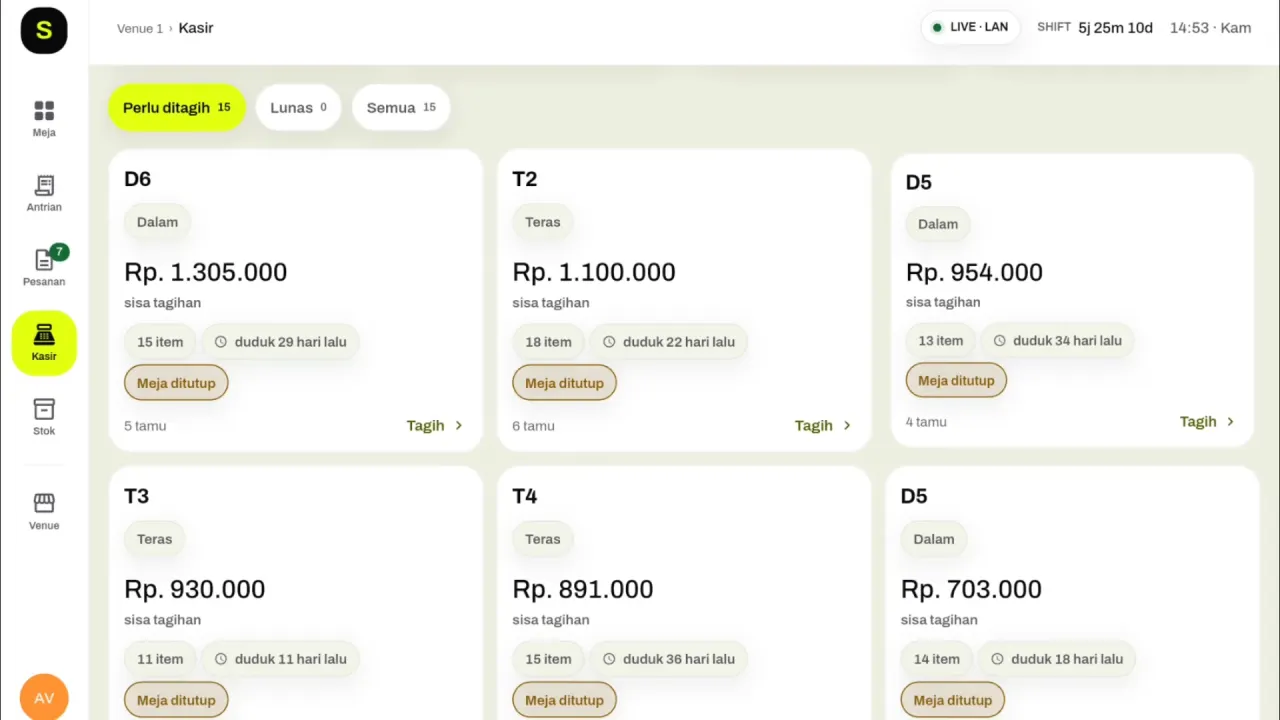 S
Venue 1 › Kasir
LIVE · LAN
SHIFT 5j 25m 10d
14:53 · Kam
Meja
Antrian
7
Pesanan
Kasir
Stok
Venue
AV
Perlu ditagih 15
Lunas 0
Semua 15
D6
Dalam
Rp. 1.305.000
sisa tagihan
15 item
duduk 29 hari lalu
Meja ditutup
5 tamu
Tagih
T2
Teras
Rp. 1.100.000
sisa tagihan
18 item
duduk 22 hari lalu
Meja ditutup
6 tamu
Tagih
D5
Dalam
Rp. 954.000
sisa tagihan
13 item
duduk 34 hari lalu
Meja ditutup
4 tamu
Tagih
T3
Teras
Rp. 930.000
sisa tagihan
11 item
duduk 11 hari lalu
Meja ditutup
T4
Teras
Rp. 891.000
sisa tagihan
15 item
duduk 36 hari lalu
Meja ditutup
D5
Dalam
Rp. 703.000
sisa tagihan
14 item
duduk 18 hari lalu
Meja ditutup